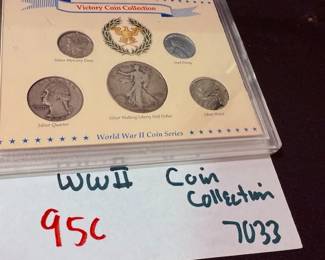 Victory Coin Collection
Silver Mercury Dime
Steel Penny
Silver Quarter
Silver Walking Liberty Half Dollar
Silver Nickel
World War II Coin Series
WWII Coin
Collection
95c
7033